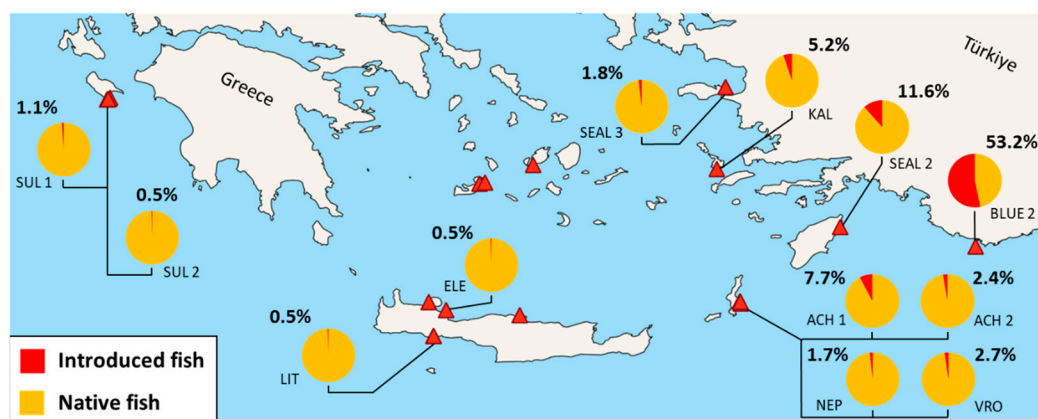 Greece
Türkiye
1.1%
SUL 1
0.5%
SUL 2
1.8%
SEAL 3
5.2%
KAL
11.6%
SEAL 2
53.2%
BLUE 2
0.5%
ELE
0.5%
LIT
7.7%
ACH 1
2.4%
ACH 2
1.7%
NEP
2.7%
VRO
Introduced fish
Native fish